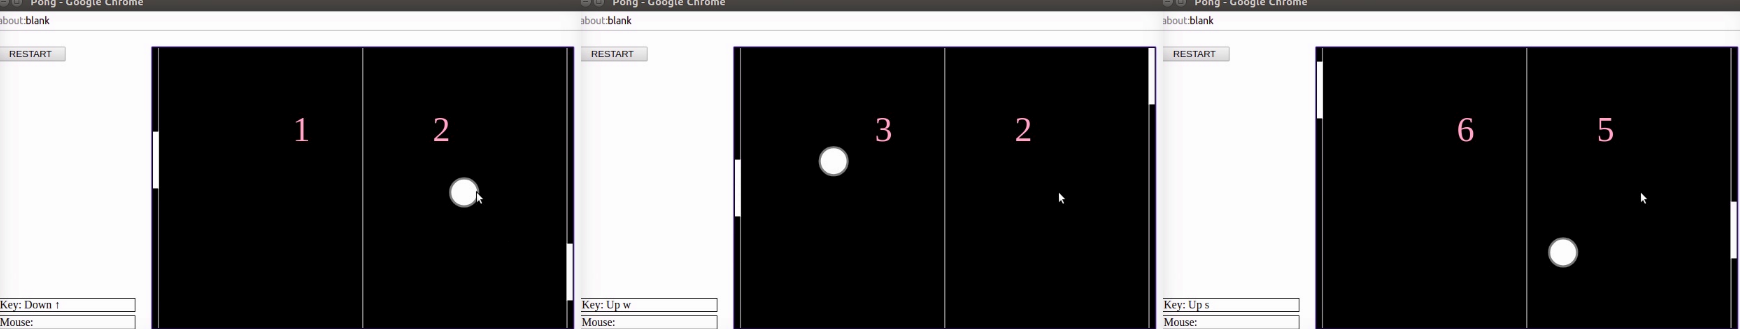 Pong - Google Chrome
about:blank
RESTART
1 2
Key: Down ↑
Mouse:
Pong - Google Chrome
about:blank
RESTART
3 2
Key: Up w
Mouse:
Pong - Google Chrome
about:blank
RESTART
6 5
Key: Up s
Mouse: